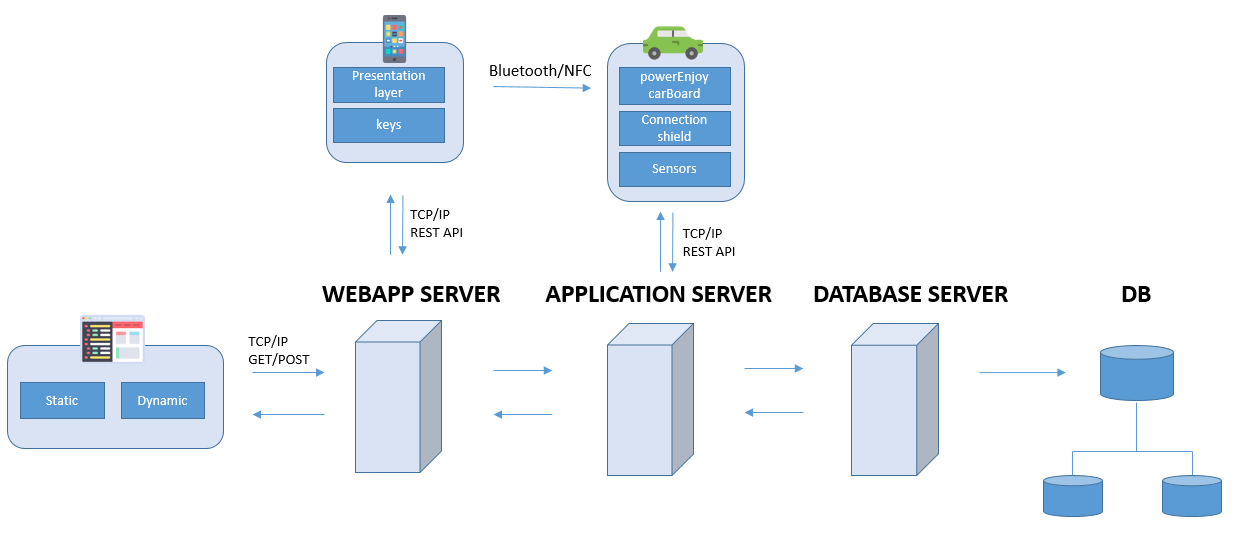 Presentation
layer
keys
Bluetooth/NFC
powerEnjoy
carBoard
Connection
shield
Sensors
TCP/IP
REST API
TCP/IP
REST API
WEBAPP SERVER
APPLICATION SERVER
DATABASE SERVER
DB
TCP/IP
GET/POST
Static
Dynamic